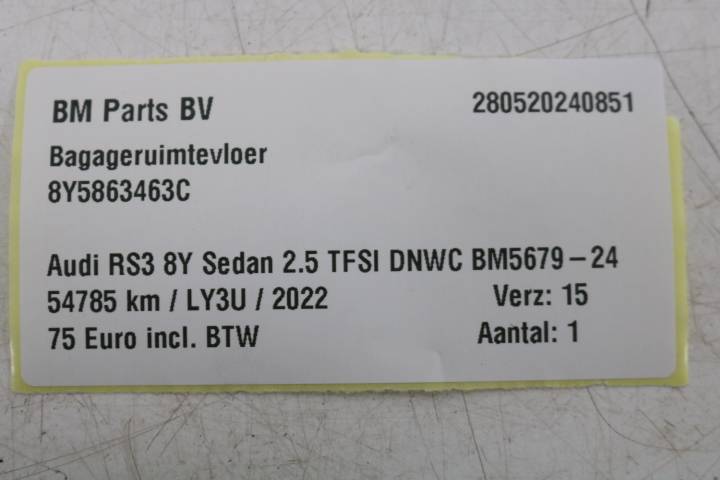 BM Parts BV 280520240851
Bagageruimtevloer
8Y5863463C
Audi RS3 8Y Sedan 2.5 TFSI DNWC BM5679-24
54785 km / LY3U / 2022 Verz: 15
75 Euro incl. BTW Aantal: 1